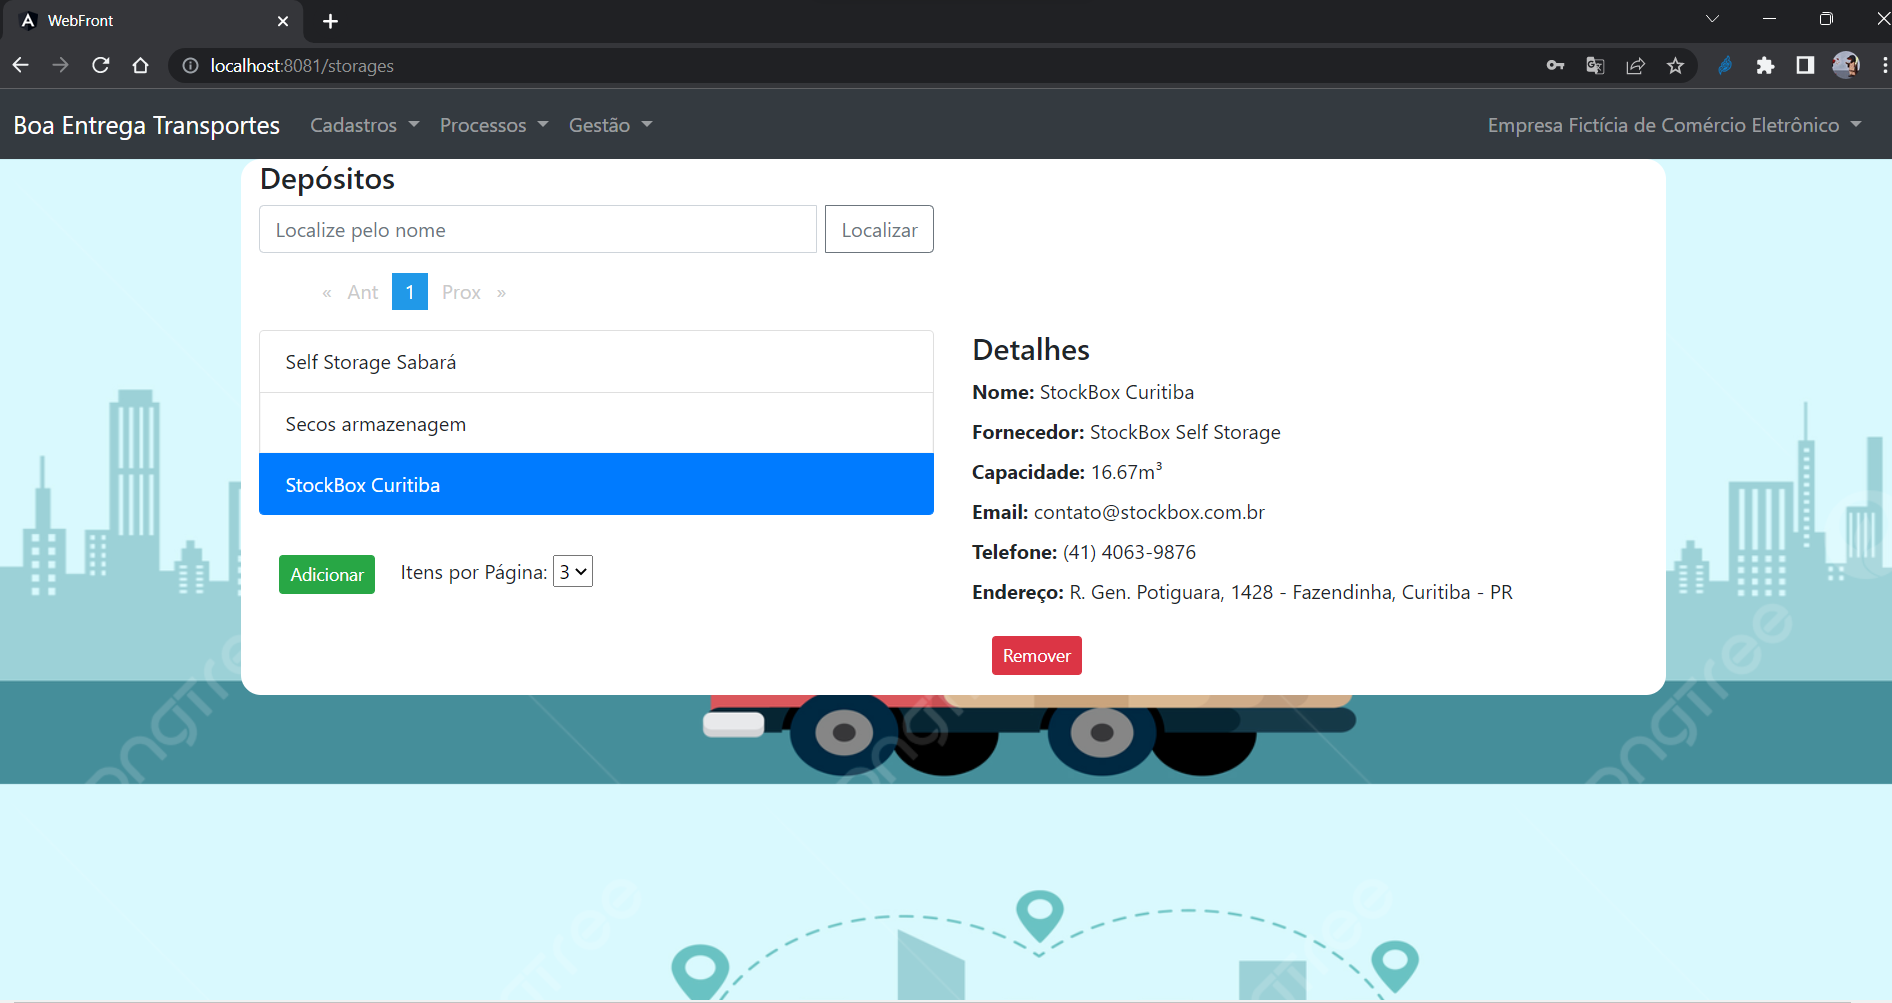 WebFront
localhost:8081/storages
Boa Entrega Transportes Cadastros Processos Gestão Empresa Fictícia de Comércio Eletrônico
Depósitos
Localize pelo nome Localizar
« Ant 1 Prox »
Self Storage Sabará
Secos armazenagem
StockBox Curitiba
Adicionar Itens por Página: 3
Detalhes
Nome: StockBox Curitiba
Fornecedor: StockBox Self Storage
Capacidade: 16.67m³
Email: contato@stockbox.com.br
Telefone: (41) 4063-9876
Endereço: R. Gen. Potiguara, 1428 - Fazendinha, Curitiba - PR
Remover